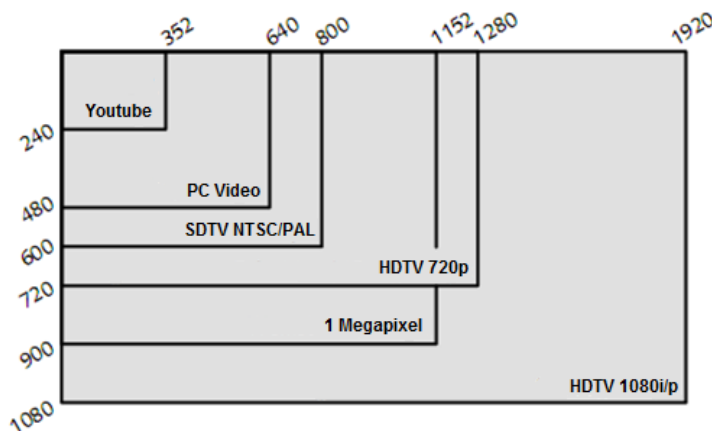 352
640
800
1152
1280
1920
Youtube
240
PC Video
480
SDTV NTSC/PAL
600
HDTV 720p
720
1 Megapixel
900
HDTV 1080i/p
1080